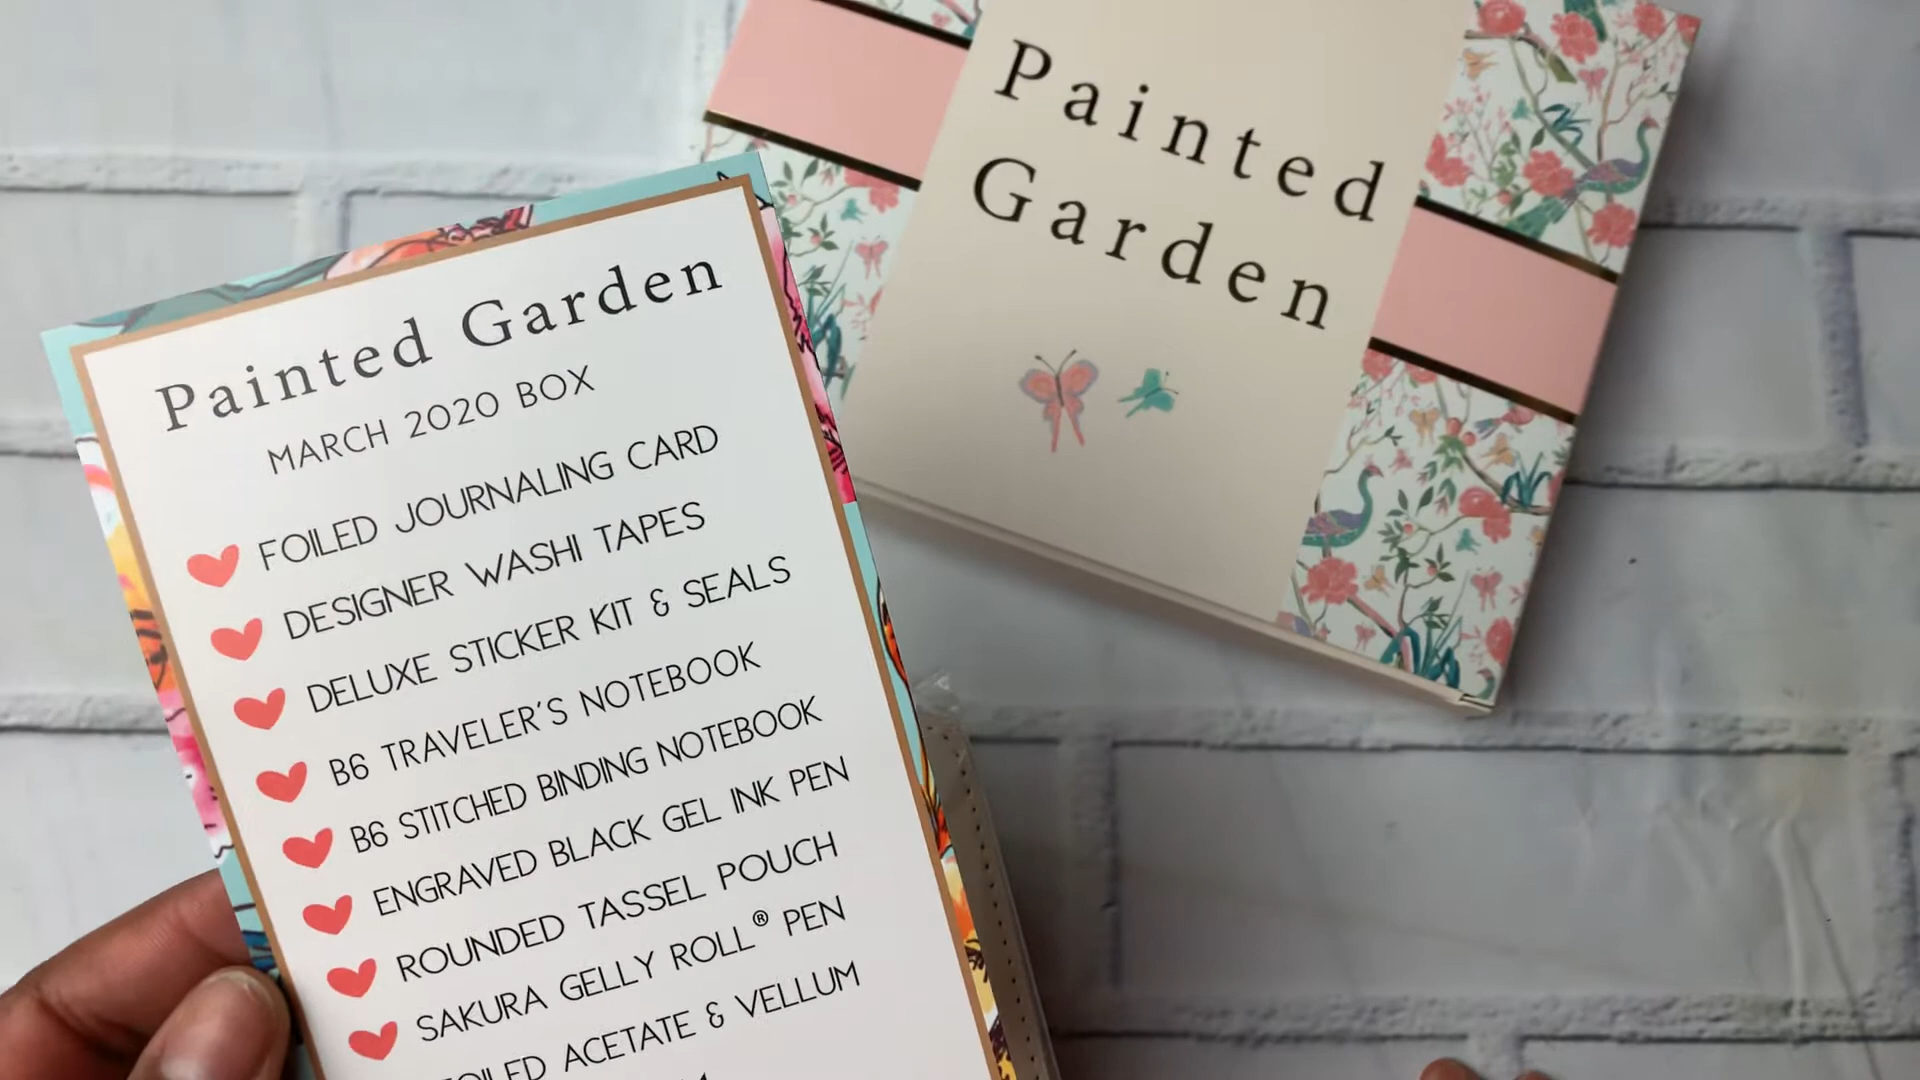 Painted
Garden
Painted Garden
MARCH 2020 BOX
FOILED JOURNALING CARD
DESIGNER WASHI TAPES
DELUXE STICKER KIT & SEALS
B6 TRAVELER'S NOTEBOOK
B6 STITCHED BINDING NOTEBOOK
ENGRAVED BLACK GEL INK PEN
ROUNDED TASSEL POUCH
SAKURA GELLY ROLL® PEN
FOILED ACETATE & VELLUM